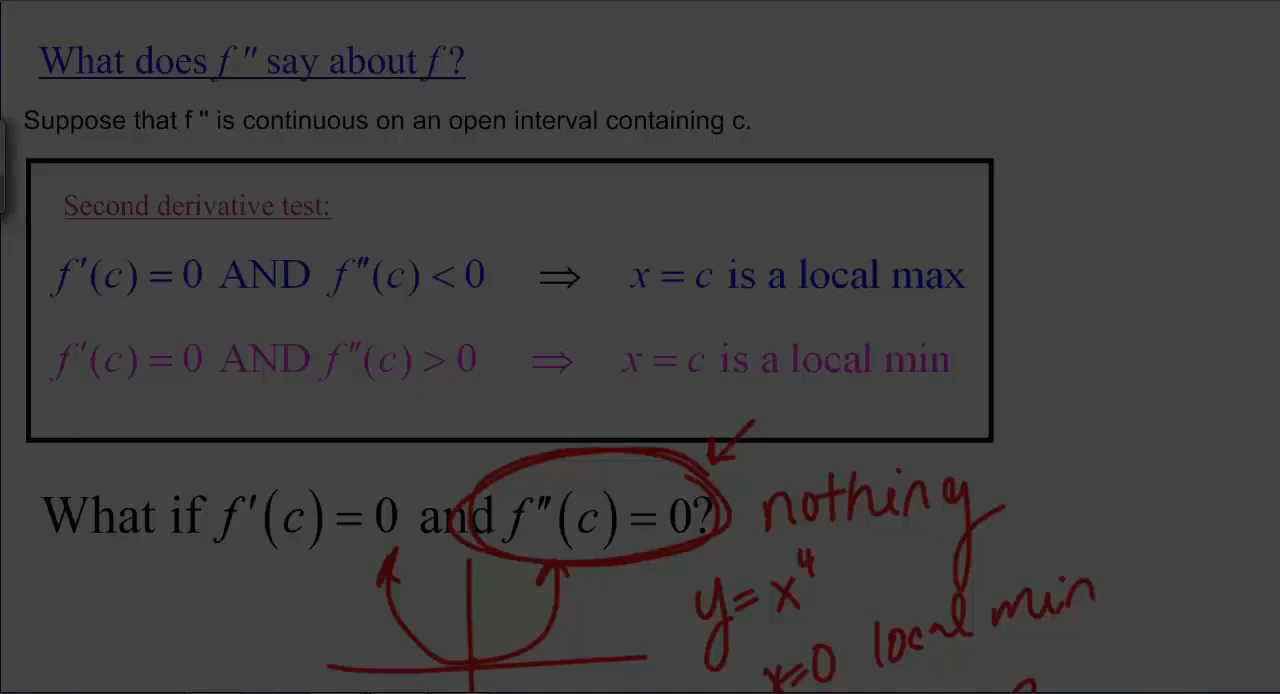 What does f " say about f ?
Suppose that f " is continuous on an open interval containing c.
Second derivative test:
f′(c) = 0 AND f″(c) < 0 ⇒ x = c is a local max
f′(c) = 0 AND f″(c) > 0 ⇒ x = c is a local min
What if f′(c) = 0 and f″(c) = 0? nothing
y = x⁴
x=0 local min